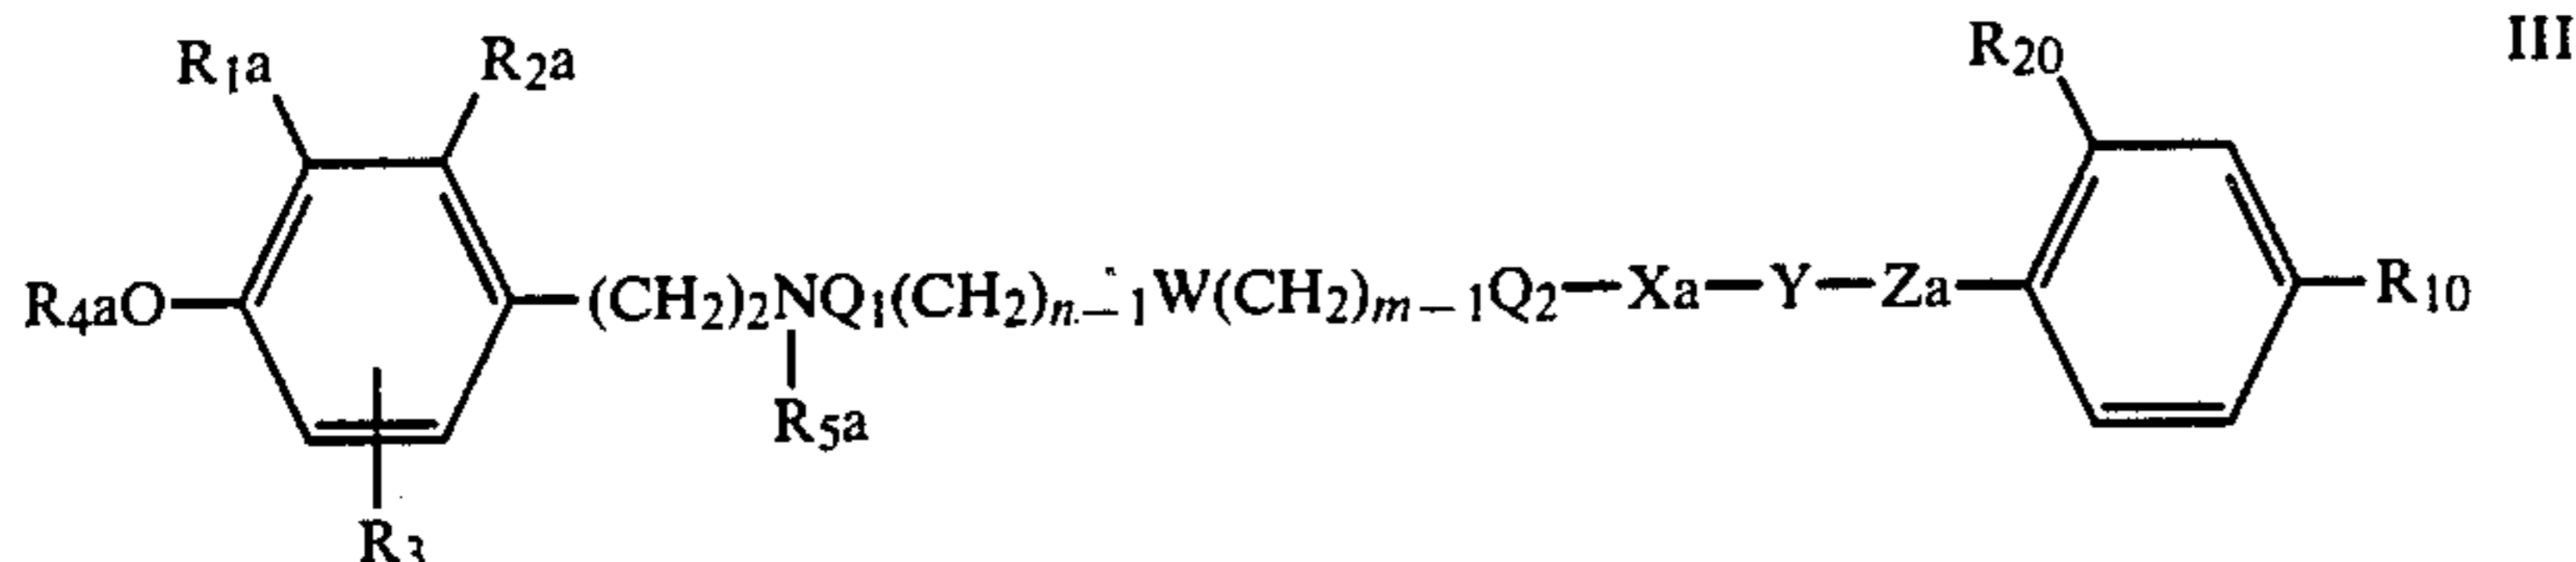 R₁a R₂a R₂₀ III
R₄aO (CH₂)₂NQ₁(CH₂)ₙ₋₁W(CH₂)ₘ₋₁Q₂—Xa—Y—Za R₁₀
R₅a
R₃